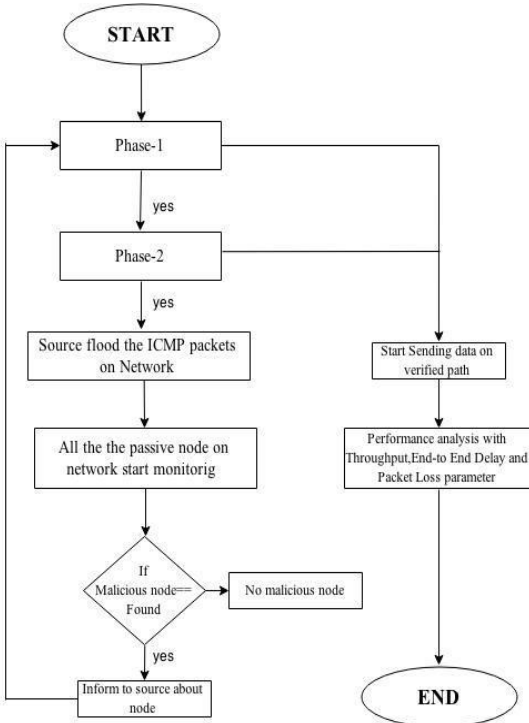 START
Phase-1
yes
Phase-2
yes
Source flood the ICMP packets
on Network
Start Sending data on
verified path
All the the passive node on
network start monitorig
Performance analysis with
Throughput,End-to End Delay and
Packet Loss parameter
If
Malicious node==
Found
No malicious node
yes
Inform to source about
node
END